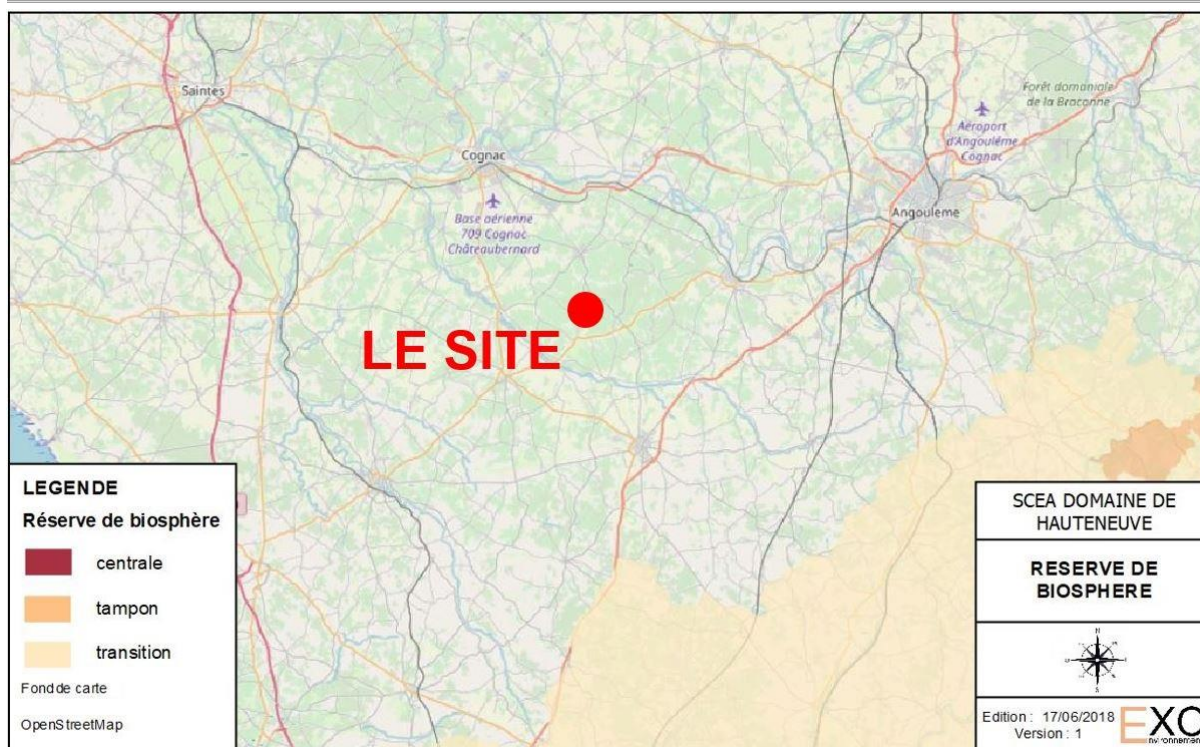 Saintes
Cognac
Base aérienne
709 Cognac
Châteaubernard
Forêt domaniale
de la Braconne
Aéroport
d'Angoulême
Cognac
Angoulême
LE SITE
LEGENDE
Réserve de biosphère
centrale
tampon
transition
Fond de carte
OpenStreetMap
SCEA DOMAINE DE
HAUTENEUVE
RESERVE DE
BIOSPHERE
N
S
Edition : 17/06/2018
Version : 1
EXO